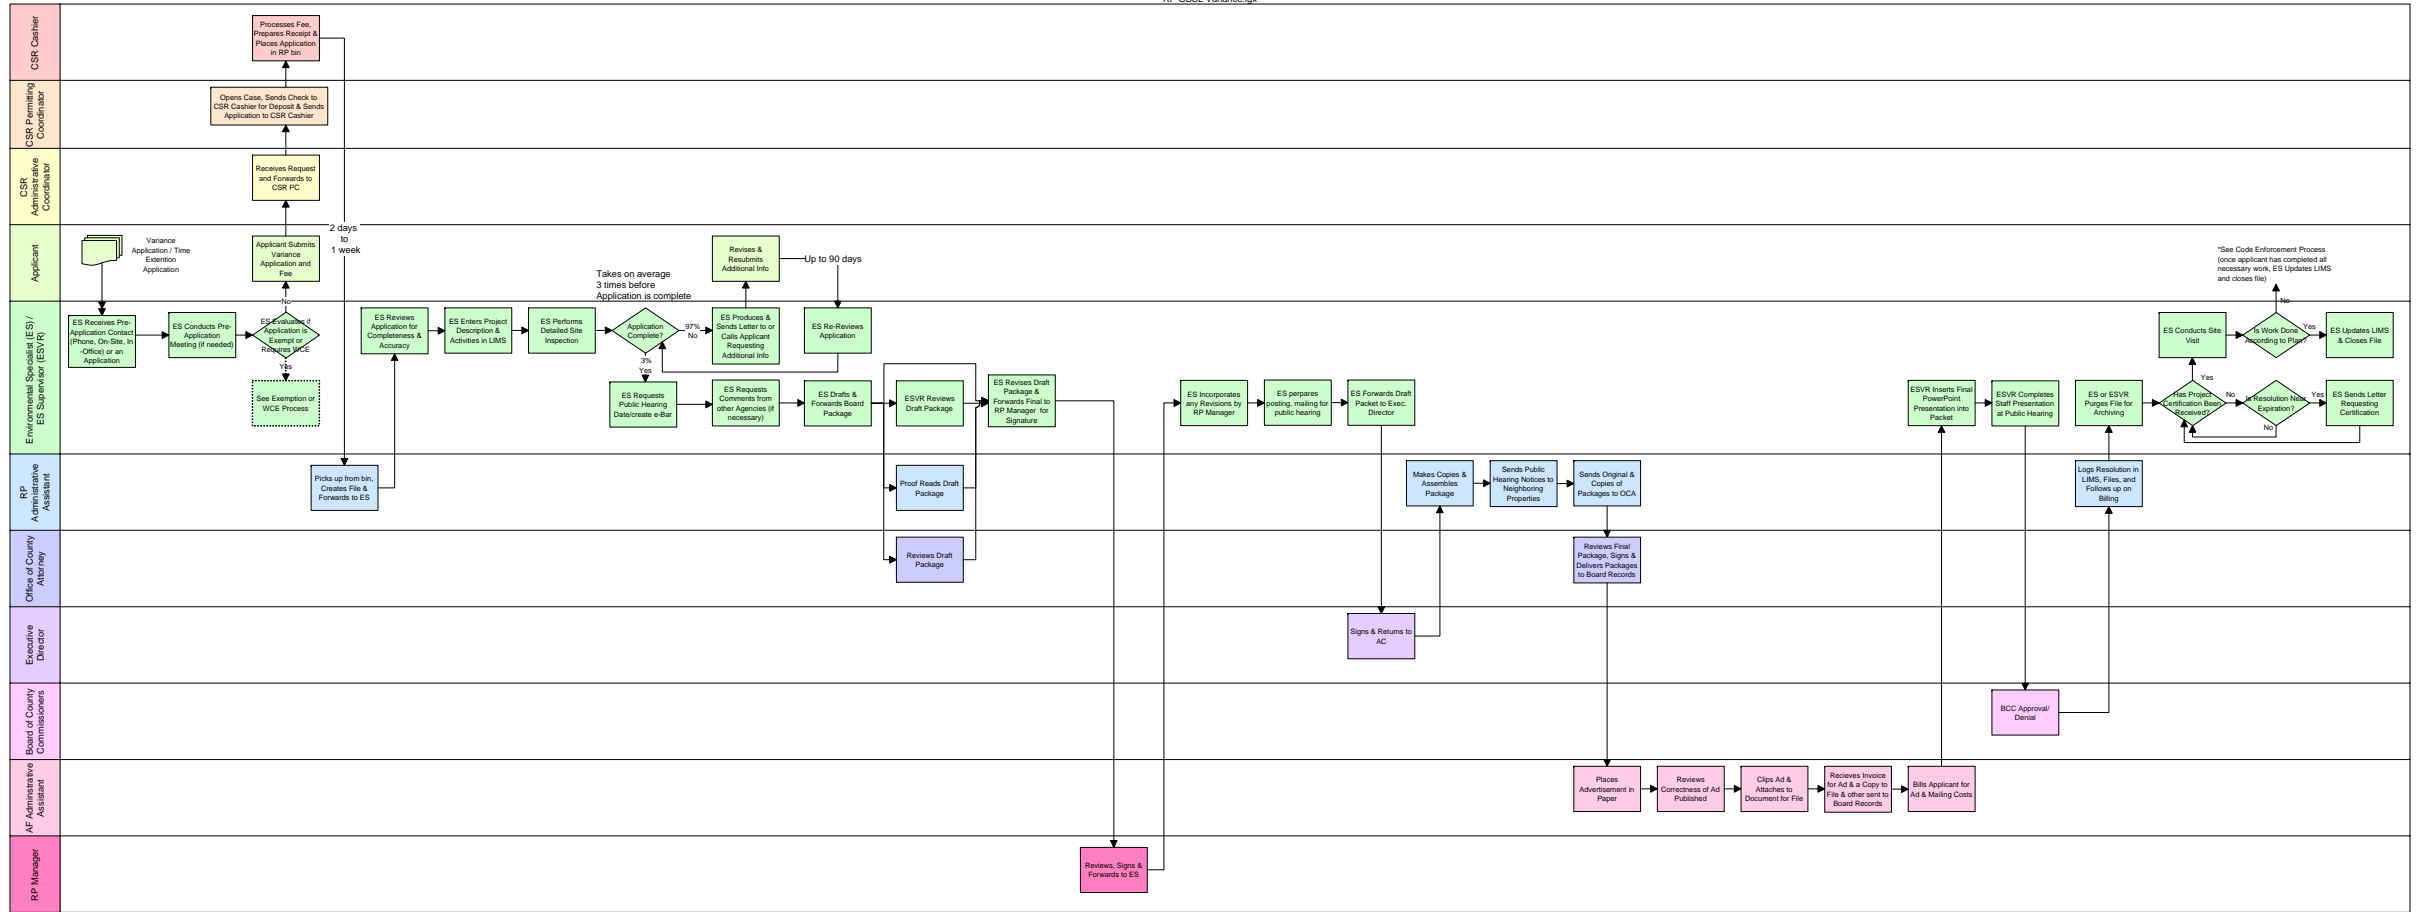 CSR Cashier
Processes Fee,
Prepares Receipt &
Places Application
in RP bin
CSR Permitting
Coordinator
Opens Case, Sends Check to
CSR Cashier for Deposit & Sends
Application to CSR Cashier
CSR
Administrative
Coordinator
Receives Request
and Forwards to
CSR PC
Applicant
Variance
Application / Time
Extention
Application
Applicant Submits
Variance
Application and
Fee
2 days
to
1 week
Takes on average
3 times before
Application is complete
Revises &
Resubmits
Additional Info
Up to 90 days
*See Code Enforcement Process
(once applicant has completed all
necessary work, ES Updates LIMS
and closes file)
Environmental Specialist (ES) /
ES Supervisor (ESVR)
ES Receives Pre-
Application Contact
(Phone, On-Site, In
-Office) or an
Application
ES Conducts Pre-
Application
Meeting (if needed)
No
ES Evaluates if
Application is
Exempt or
Requires WCE
Yes
See Exemption or
WCE Process
ES Reviews
Application for
Completeness &
Accuracy
ES Enters Project
Description &
Activities in LIMS
ES Performs
Detailed Site
Inspection
Application
Complete?
97%
No
3%
Yes
ES Produces &
Sends Letter to or
Calls Applicant
Requesting
Additional Info
ES Re-Reviews
Application
ES Requests
Public Hearing
Date/create e-Bar
ES Requests
Comments from
other Agencies (if
necessary)
ES Drafts &
Forwards Board
Package
ESVR Reviews
Draft Package
ES Revises Draft
Package &
Forwards Final to
RP Manager for
Signature
ES Incorporates
any Revisions by
RP Manager
ES perpares
posting, mailing for
public hearing
ES Forwards Draft
Packet to Exec.
Director
ESVR Inserts Final
PowerPoint
Presentation into
Packet
ESVR Completes
Staff Presentation
at Public Hearing
ES or ESVR
Purges File for
Archiving
Has Project
Certification Been
Received?
Yes
No
ES Conducts Site
Visit
No
Is Work Done
According to Plan?
Yes
ES Updates LIMS
& Closes File
Is Resolution Near
Expiration?
Yes
No
ES Sends Letter
Requesting
Certification
RP
Administrative
Assistant
Picks up from bin,
Creates File &
Forwards to ES
Proof Reads Draft
Package
Makes Copies &
Assembles
Package
Sends Public
Hearing Notices to
Neighboring
Properties
Sends Original &
Copies of
Packages to OCA
Logs Resolution in
LIMS, Files, and
Follows up on
Billing
Office of County
Attorney
Reviews Draft
Package
Reviews Final
Package, Signs &
Delivers Packages
to Board Records
Executive
Director
Signs & Returns to
AC
Board of County
Commissioners
BCC Approval/
Denial
AF Adminstrative
Assistant
Places
Advertisement in
Paper
Reviews
Correctness of Ad
Published
Clips Ad &
Attaches to
Document for File
Recieves Invoice
for Ad & a Copy to
File & other sent to
Board Records
Bills Applicant for
Ad & Mailing Costs
RP Manager
Reviews, Signs &
Forwards to ES